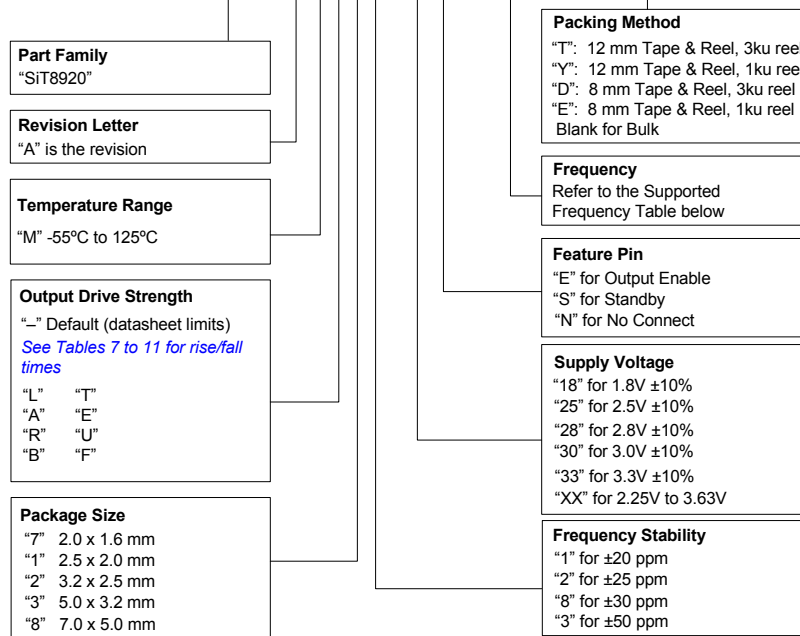 Part Family
“SiT8920”
Revision Letter
“A” is the revision
Temperature Range
“M” -55ºC to 125ºC
Output Drive Strength
“–” Default (datasheet limits)
See Tables 7 to 11 for rise/fall
times
“L” “T”
“A” “E”
“R” “U”
“B” “F”
Package Size
“7” 2.0 x 1.6 mm
“1” 2.5 x 2.0 mm
“2” 3.2 x 2.5 mm
“3” 5.0 x 3.2 mm
“8” 7.0 x 5.0 mm
Packing Method
“T”: 12 mm Tape & Reel, 3ku reel
“Y”: 12 mm Tape & Reel, 1ku reel
“D”: 8 mm Tape & Reel, 3ku reel
“E”: 8 mm Tape & Reel, 1ku reel
Blank for Bulk
Frequency
Refer to the Supported
Frequency Table below
Feature Pin
“E” for Output Enable
“S” for Standby
“N” for No Connect
Supply Voltage
“18” for 1.8V ±10%
“25” for 2.5V ±10%
“28” for 2.8V ±10%
“30” for 3.0V ±10%
“33” for 3.3V ±10%
“XX” for 2.25V to 3.63V
Frequency Stability
“1” for ±20 ppm
“2” for ±25 ppm
“8” for ±30 ppm
“3” for ±50 ppm